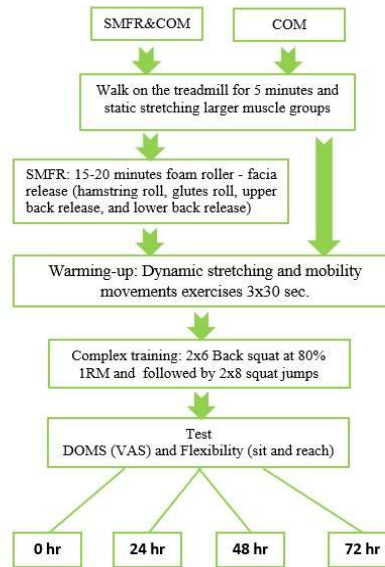 SMFR&COM
COM
Walk on the treadmill for 5 minutes and
static stretching larger muscle groups
SMFR: 15-20 minutes foam roller - facia
release (hamstring roll, glutes roll, upper
back release, and lower back release)
Warming-up: Dynamic stretching and mobility
movements exercises 3x30 sec.
Complex training: 2x6 Back squat at 80%
1RM and followed by 2x8 squat jumps
Test
DOMS (VAS) and Flexibility (sit and reach)
0 hr
24 hr
48 hr
72 hr